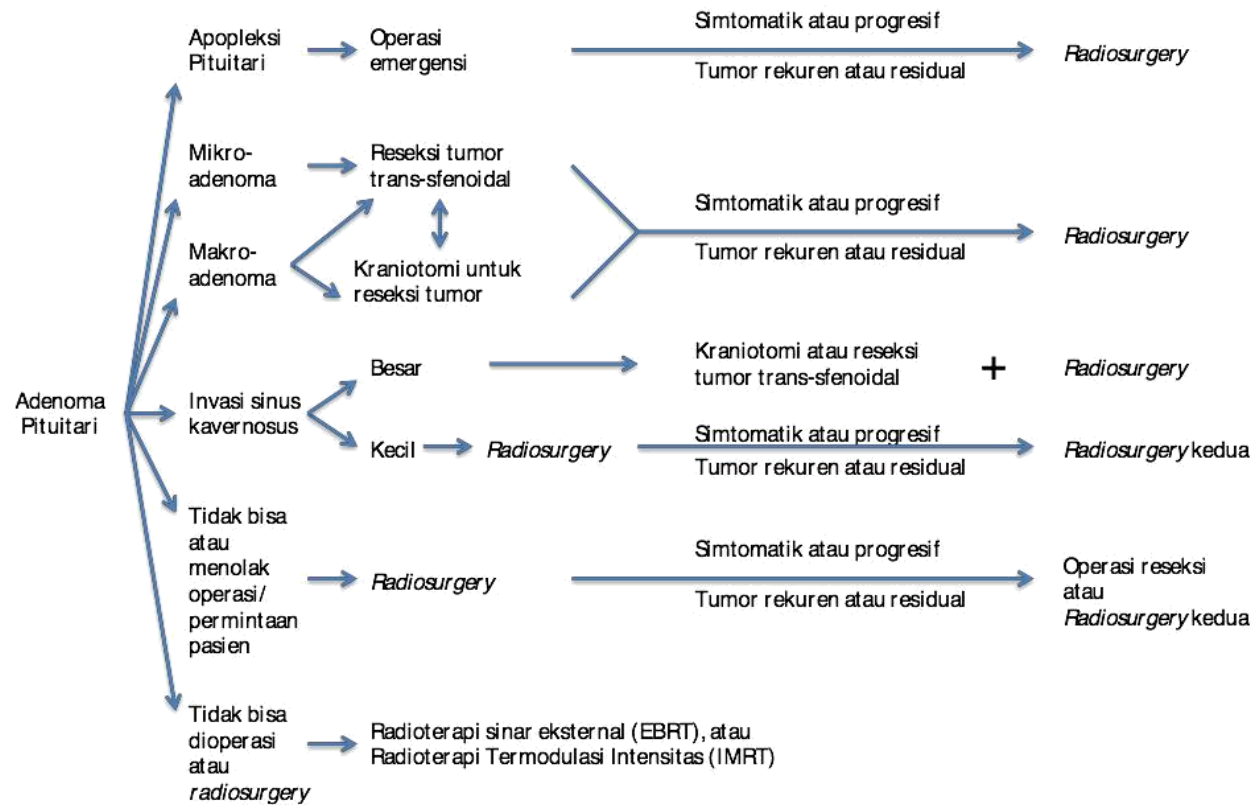 Apopleksi
Pituitari
Operasi
emergensi
Simtomatik atau progresif
Tumor rekuren atau residual
Radiosurgery
Mikro-
adenoma
Reseksi tumor
trans-sfenoidal
Makro-
adenoma
Kraniotomi untuk
reseksi tumor
Simtomatik atau progresif
Tumor rekuren atau residual
Radiosurgery
Adenoma
Pituitari
Invasi sinus
kavernosus
Besar
Kraniotomi atau reseksi
tumor trans-sfenoidal
+
Radiosurgery
Kecil
Radiosurgery
Simtomatik atau progresif
Tumor rekuren atau residual
Radiosurgery kedua
Tidak bisa
atau
menolak
operasi/
permintaan
pasien
Radiosurgery
Simtomatik atau progresif
Tumor rekuren atau residual
Operasi reseksi
atau
Radiosurgery kedua
Tidak bisa
dioperasi
atau
radiosurgery
Radioterapi sinar eksternal (EBRT), atau
Radioterapi Termodulasi Intensitas (IMRT)